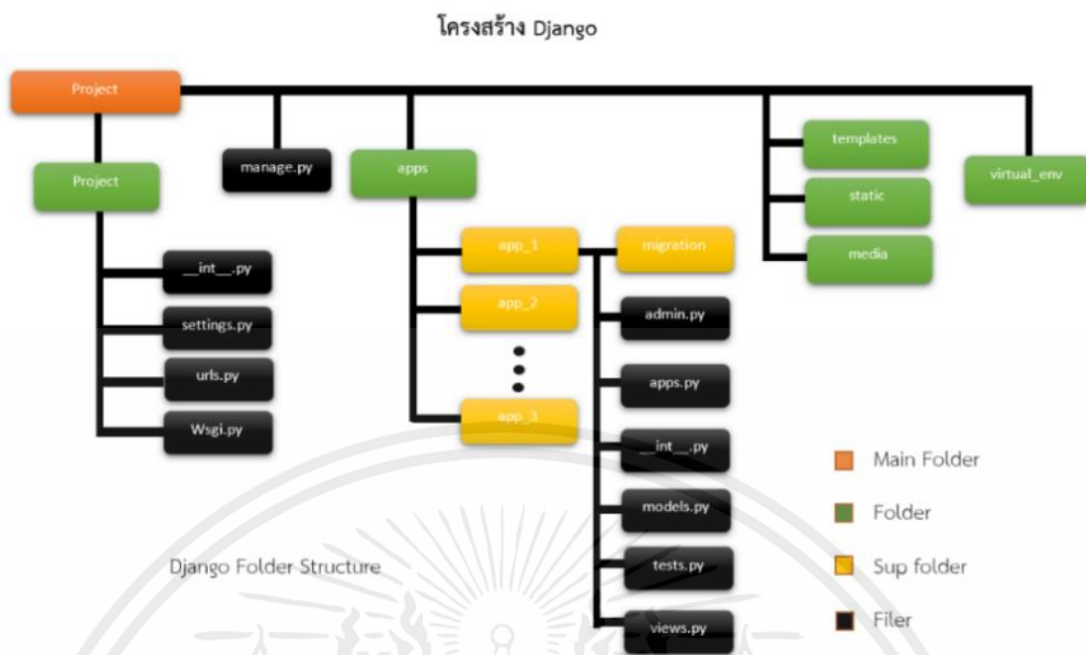 โครงสร้าง Django
Project
Project
manage.py
apps
templates
static
media
virtual_env
__int__.py
settings.py
urls.py
Wsgi.py
app_1
app_2
app_3
migration
admin.py
apps.py
__int__.py
models.py
tests.py
views.py
Main Folder
Folder
Sup folder
Filer
Django Folder Structure